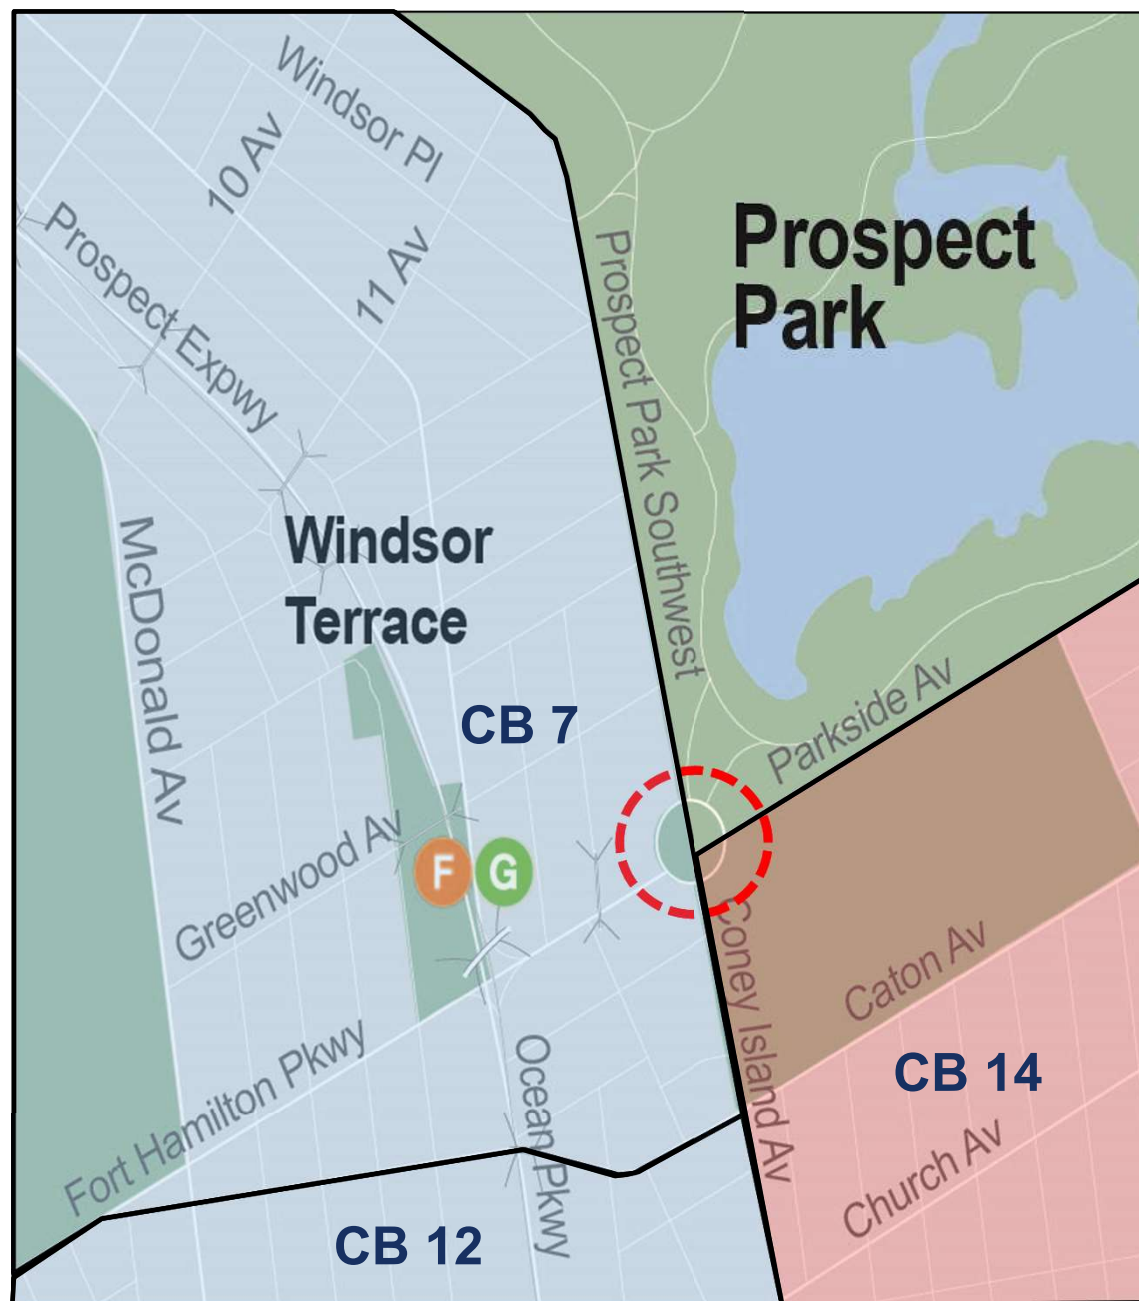 Windsor Pl
10 Av
11 Av
Prospect Expwy
Prospect
Park
Prospect Park Southwest
McDonald Av
Windsor
Terrace
CB 7
Parkside Av
Greenwood Av
F
G
Coney Island Av
Caton Av
Fort Hamilton Pkwy
Ocean Pkwy
CB 14
Church Av
CB 12